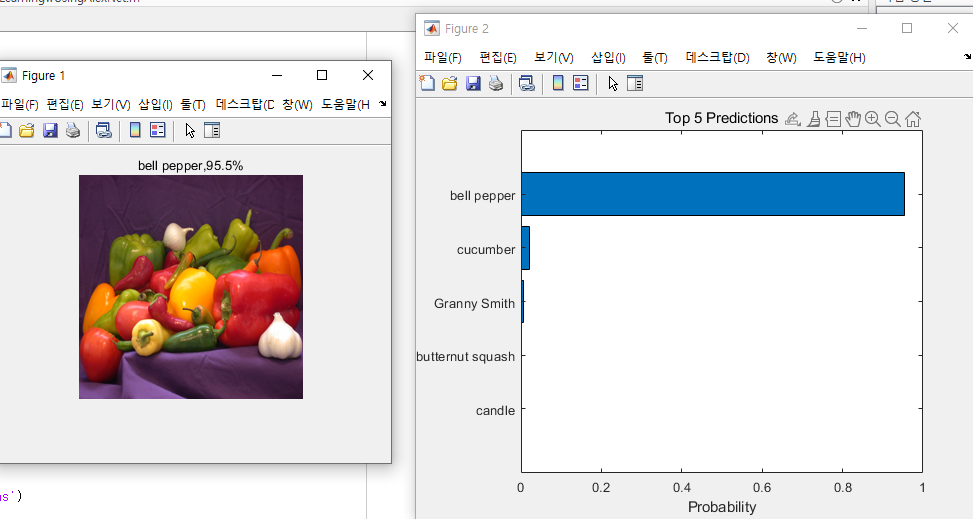 LearningwUsingAlexNet.m
Figure 1
파일(F) 편집(E) 보기(V) 삽입(I) 툴(T) 데스크탑(D 창(W) 도움말(H
bell pepper,95.5%
s')
Figure 2
파일(F) 편집(E) 보기(V) 삽입(I) 툴(T) 데스크탑(D) 창(W) 도움말(H)
Top 5 Predictions
bell pepper
cucumber
Granny Smith
butternut squash
candle
0 0.2 0.4 0.6 0.8 1
Probability